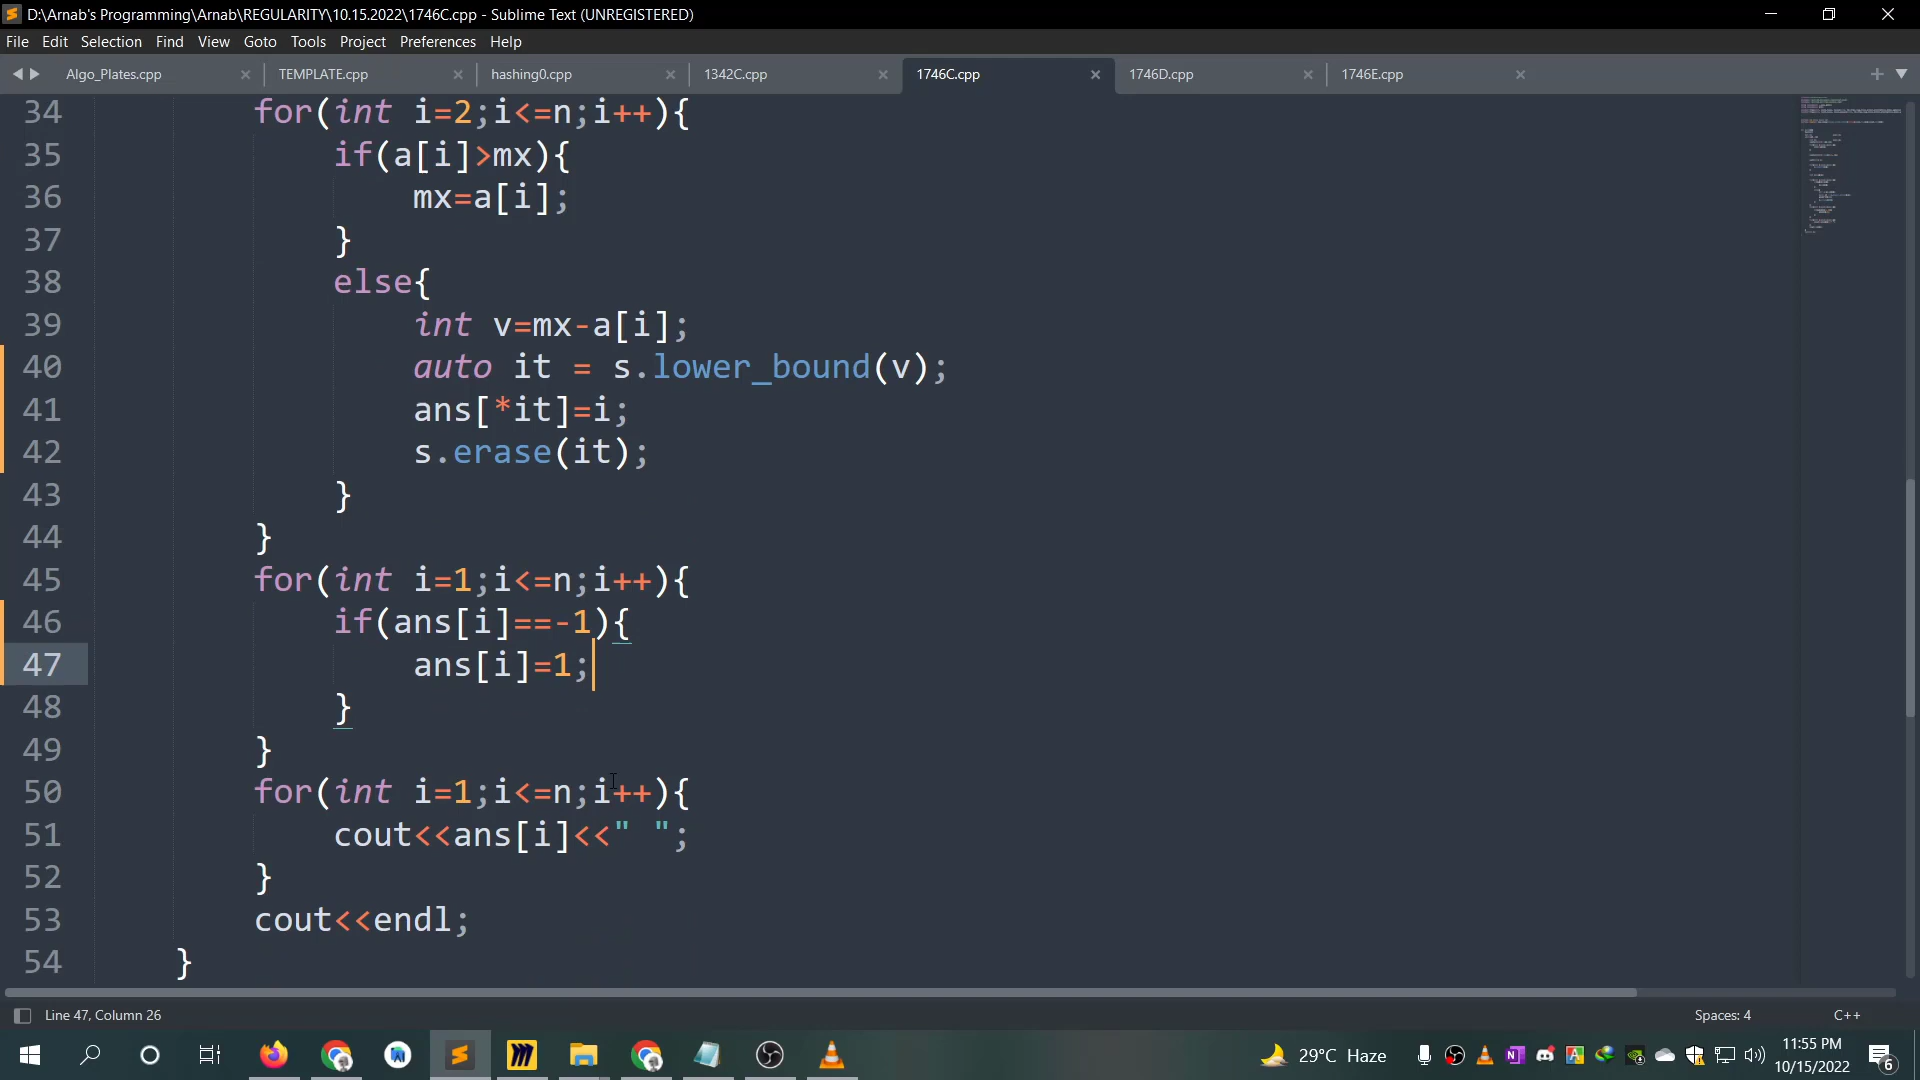 D:\Arnab's Programming\Arnab\REGULARITY\10.15.2022\1746C.cpp - Sublime Text (UNREGISTERED)
File Edit Selection Find View Goto Tools Project Preferences Help
Algo_Plates.cpp TEMPLATE.cpp hashing0.cpp 1342C.cpp 1746C.cpp 1746D.cpp 1746E.cpp
34 for(int i=2;i<=n;i++){
35 if(a[i]>mx){
36 mx=a[i];
37 }
38 else{
39 int v=mx-a[i];
40 auto it = s.lower_bound(v);
41 ans[*it]=i;
42 s.erase(it);
43 }
44 }
45 for(int i=1;i<=n;i++){
46 if(ans[i]==-1){
47 ans[i]=1;
48 }
49 }
50 for(int i=1;i<=n;i++){
51 cout<<ans[i]<<" ";
52 }
53 cout<<endl;
54 }
Line 47, Column 26 Spaces: 4 C++
29°C Haze 11:55 PM
10/15/2022 6